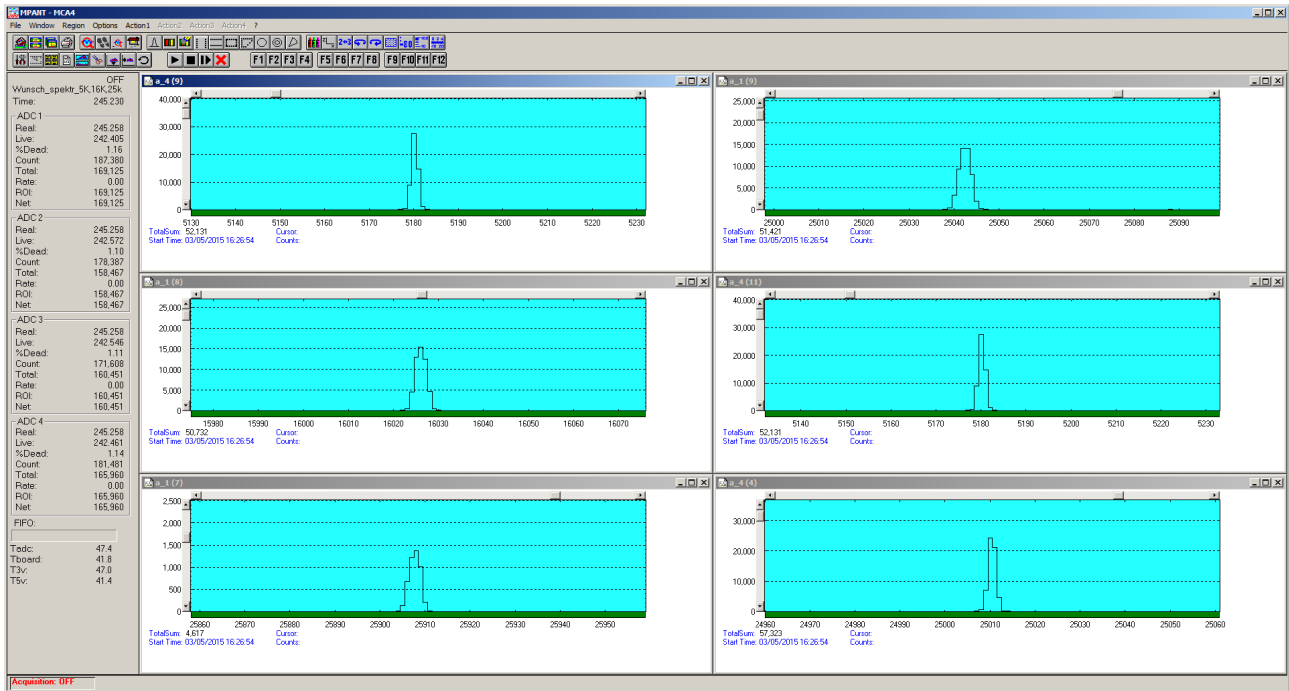 MPANT - MCA4
File Window Region Options Action1 Action2 Action3 Action4 ?
F1 F2 F3 F4 F5 F6 F7 F8 F9 F10 F11 F12
OFF
Wunsch_spektr_5K,16K,25k
Time: 245.230
ADC 1
Real: 245.258
Live: 242.405
%Dead: 1.16
Count: 187,380
Total: 169,125
Rate: 0.00
ROI: 169,125
Net: 169,125
ADC 2
Real: 245.258
Live: 242.572
%Dead: 1.10
Count: 178,387
Total: 158,467
Rate: 0.00
ROI: 158,467
Net: 158,467
ADC 3
Real: 245.258
Live: 242.546
%Dead: 1.11
Count: 171,608
Total: 160,451
Rate: 0.00
ROI: 160,451
Net: 160,451
ADC 4
Real: 245.258
Live: 242.461
%Dead: 1.14
Count: 181,481
Total: 165,960
Rate: 0.00
ROI: 165,960
Net: 165,960
FIFO:
Tadc: 47.4
Tboard: 41.8
T3v: 47.0
T5v: 41.4
a_4 (9)
40,000
30,000
20,000
10,000
0
5130 5140 5150 5160 5170 5180 5190 5200 5210 5220 5230
TotalSum: 52,131 Cursor:
Start Time: 03/05/2015 16:26:54 Counts:
a_1 (9)
25,000
20,000
15,000
10,000
5,000
0
25000 25010 25020 25030 25040 25050 25060 25070 25080 25090
TotalSum: 51,421 Cursor:
Start Time: 03/05/2015 16:26:54 Counts:
a_1 (8)
25,000
20,000
15,000
10,000
5,000
0
15980 15990 16000 16010 16020 16030 16040 16050 16060 16070
TotalSum: 50,732 Cursor:
Start Time: 03/05/2015 16:26:54 Counts:
a_4 (11)
40,000
30,000
20,000
10,000
0
5140 5150 5160 5170 5180 5190 5200 5210 5220 5230
TotalSum: 52,131 Cursor:
Start Time: 03/05/2015 16:26:54 Counts:
a_1 (7)
2,500
2,000
1,500
1,000
500
0
25860 25870 25880 25890 25900 25910 25920 25930 25940 25950
TotalSum: 4,617 Cursor:
Start Time: 03/05/2015 16:26:54 Counts:
a_4 (4)
30,000
20,000
10,000
0
24960 24970 24980 24990 25000 25010 25020 25030 25040 25050 25060
TotalSum: 57,323 Cursor:
Start Time: 03/05/2015 16:26:54 Counts:
Acquisition: OFF